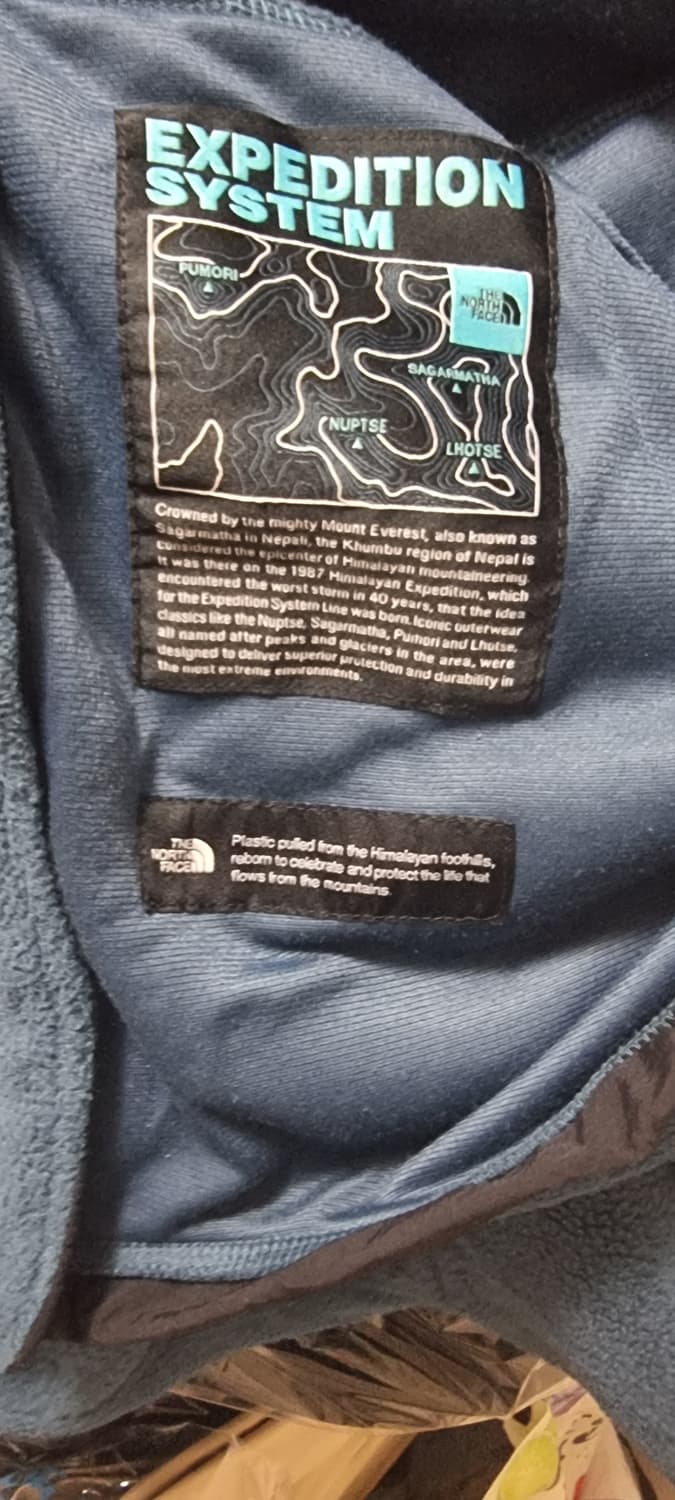 EXPEDITION
SYSTEM
PUMORI
THE
NORTH
FACE
SAGARMATHA
NUPTSE
LHOTSE
Crowned by the mighty Mount Everest, also known as
Sagarmatha in Nepali, the Khumbu region of Nepal is
considered the epicenter of Himalayan mountaineering.
It was there on the 1987 Himalayan Expedition, which
encountered the worst storm in 40 years, that the idea
for the Expedition System Line was born. Iconic outerwear
classics like the Nuptse, Sagarmatha, Pumori and Lhotse,
all named after peaks and glaciers in the area, were
designed to deliver superior protection and durability in
the most extreme environments.
THE
NORTH
FACE
Plastic pulled from the Himalayan foothills,
reborn to celebrate and protect the life that
flows from the mountains.